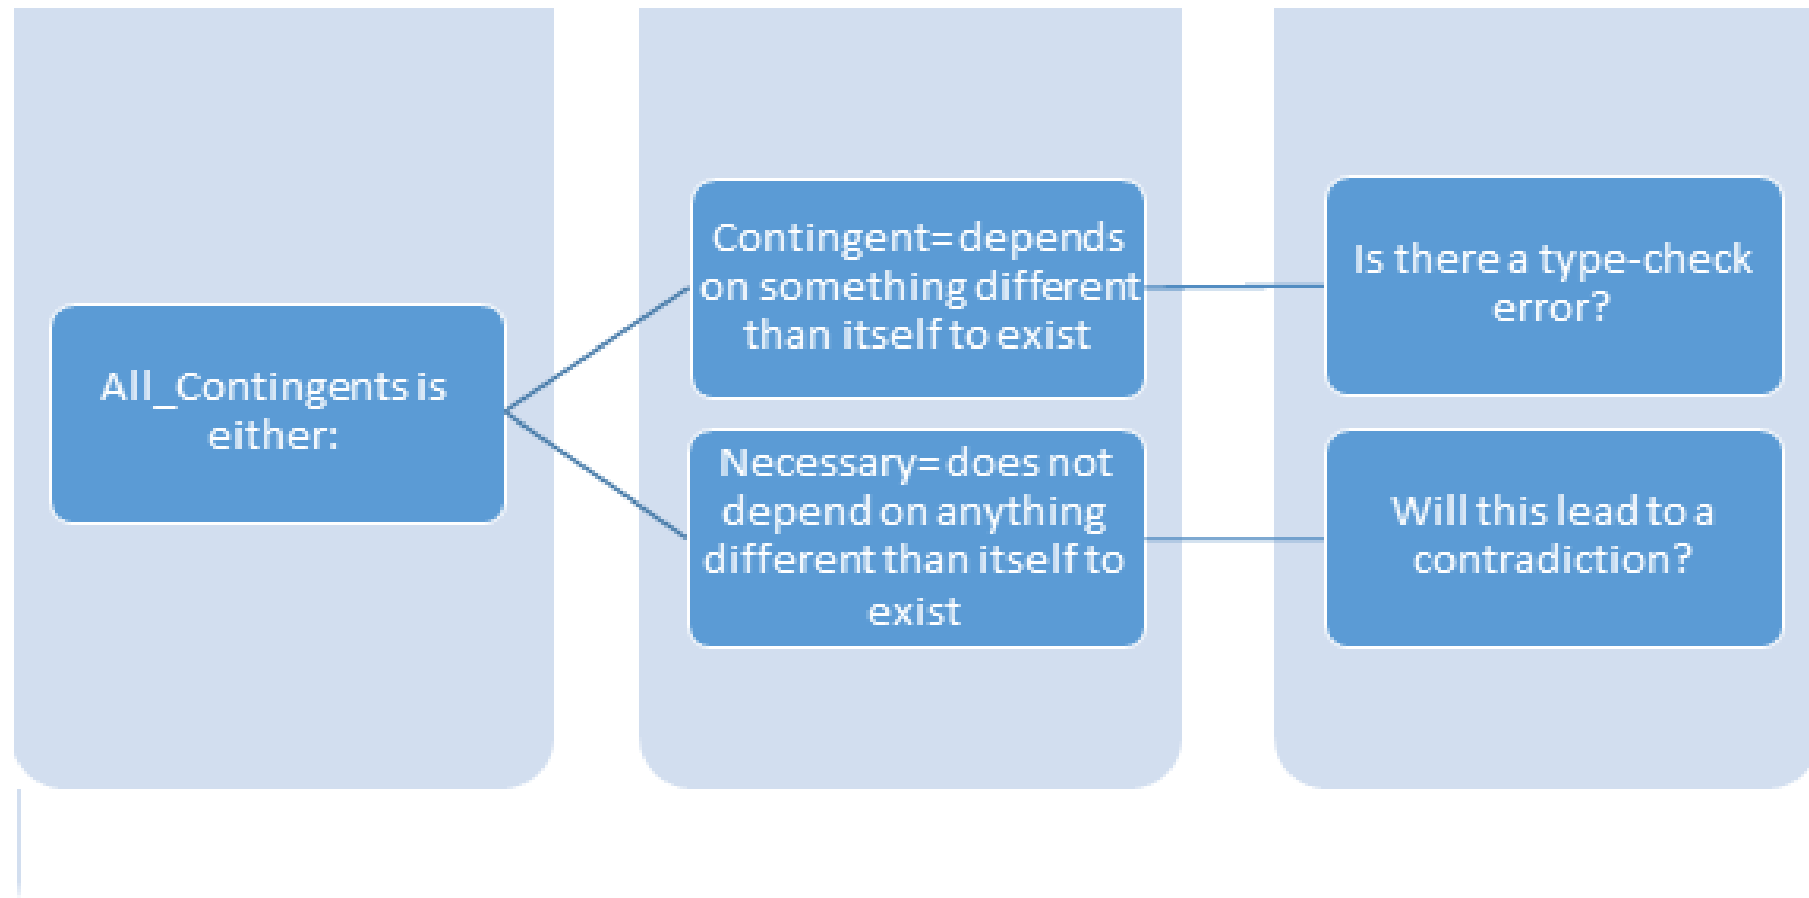 All_Contingents is
either:
Contingent= depends
on something different
than itself to exist
Necessary= does not
depend on anything
different than itself to
exist
Is there a type-check
error?
Will this lead to a
contradiction?